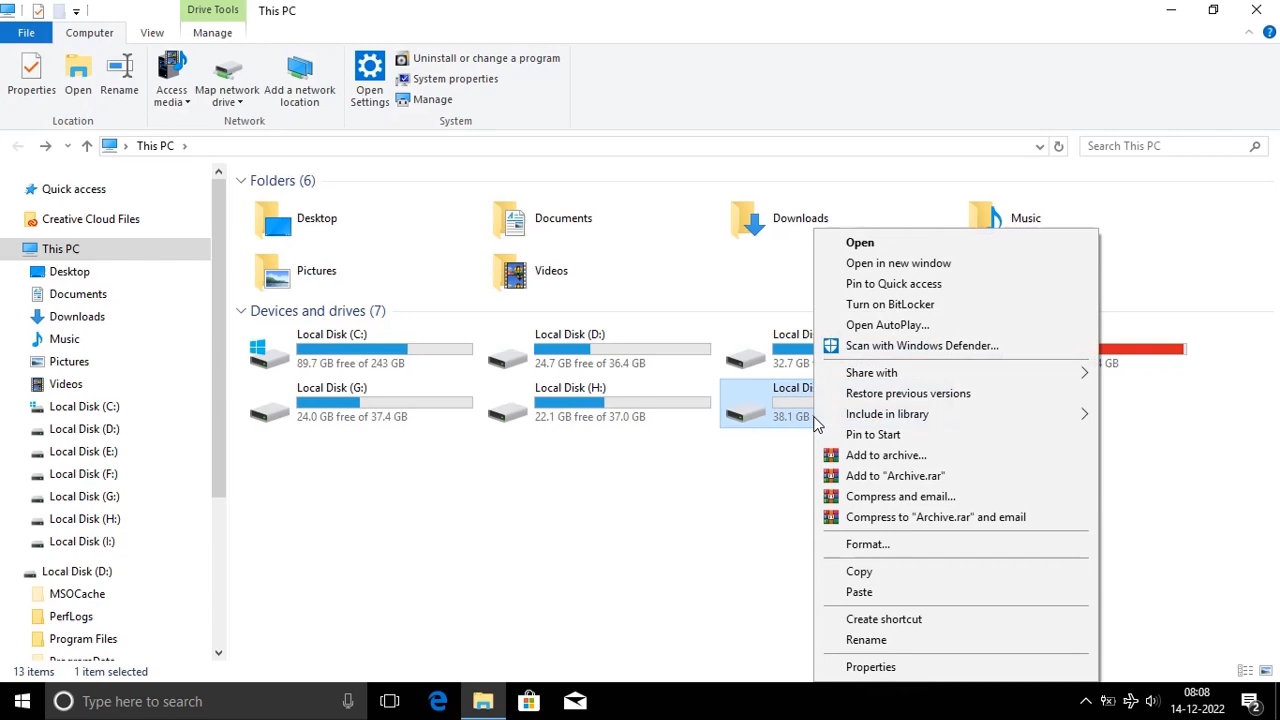 Drive Tools
This PC
File
Computer
View
Manage
Properties
Open
Rename
Access media
Map network drive
Add a network location
Open Settings
Uninstall or change a program
System properties
Manage
Location
Network
System
This PC
Search This PC
Quick access
Creative Cloud Files
This PC
Desktop
Documents
Downloads
Music
Pictures
Videos
Local Disk (C:)
Local Disk (D:)
Local Disk (E:)
Local Disk (F:)
Local Disk (G:)
Local Disk (H:)
Local Disk (I:)
Local Disk (D:)
MSOCache
PerfLogs
Program Files
ProgramData
Folders (6)
Desktop
Documents
Downloads
Music
Pictures
Videos
Devices and drives (7)
Local Disk (C:)
89.7 GB free of 243 GB
Local Disk (D:)
24.7 GB free of 36.4 GB
Local Di
32.7 GB
GB
Local Disk (G:)
24.0 GB free of 37.4 GB
Local Disk (H:)
22.1 GB free of 37.0 GB
Local Di
38.1 GB
Open
Open in new window
Pin to Quick access
Turn on BitLocker
Open AutoPlay...
Scan with Windows Defender...
Share with
Restore previous versions
Include in library
Pin to Start
Add to archive...
Add to "Archive.rar"
Compress and email...
Compress to "Archive.rar" and email
Format...
Copy
Paste
Create shortcut
Rename
Properties
13 items
1 item selected
Type here to search
08:08
14-12-2022
2